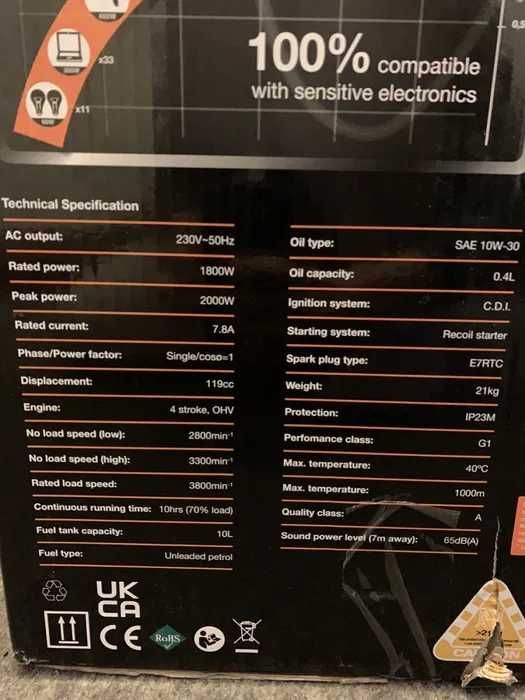 x33
x11
100% compatible
with sensitive electronics
0,5
Technical Specification
AC output: 230V~50Hz
Rated power: 1800W
Peak power: 2000W
Rated current: 7.8A
Phase/Power factor: Single/cosø=1
Displacement: 119cc
Engine: 4 stroke, OHV
No load speed (low): 2800min⁻¹
No load speed (high): 3300min⁻¹
Rated load speed: 3800min⁻¹
Continuous running time: 10hrs (70% load)
Fuel tank capacity: 10L
Fuel type: Unleaded petrol
Oil type: SAE 10W-30
Oil capacity: 0.4L
Ignition system: C.D.I.
Starting system: Recoil starter
Spark plug type: E7RTC
Weight: 21kg
Protection: IP23M
Perfomance class: G1
Max. temperature: 40ºC
Max. temperature: 1000m
Quality class: A
Sound power level (7m away): 65dB(A)
UK
CA
CE
RoHS
>21